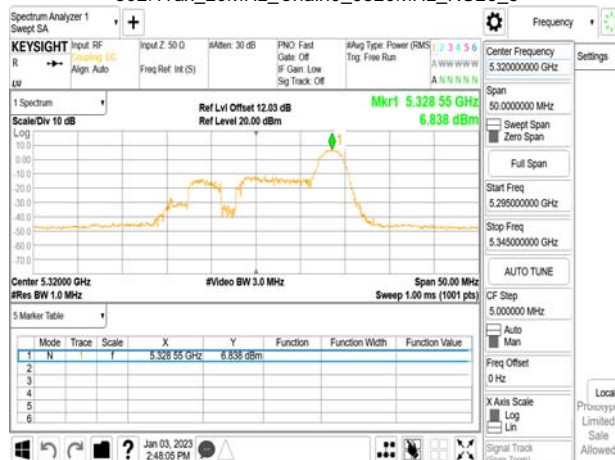 Spectrum Analyzer 1
Swept SA
Frequency
KEYSIGHT
Input: RF
Coupling: DC
Align: Auto
Input Z: 50 Ω
Freq Ref: Int (S)
#Atten: 30 dB
PNO: Fast
Gate: Off
IF Gain: Low
Sig Track: Off
#Avg Type: Power (RMS
Trig: Free Run
1 2 3 4 5 6
A W W W W W
A N N N N N
R
1 Spectrum
Scale/Div 10 dB
Ref Lvl Offset 12.03 dB
Ref Level 20.00 dBm
Mkr1 5.328 55 GHz
6.838 dBm
Log
10.0
0.00
-10.0
-20.0
-30.0
-40.0
-50.0
-60.0
-70.0
1
Center 5.32000 GHz
#Res BW 1.0 MHz
#Video BW 3.0 MHz
Span 50.00 MHz
Sweep 1.00 ms (1001 pts)
5 Marker Table
Mode Trace Scale X Y Function Function Width Function Value
1 N 1 f 5.328 55 GHz 6.838 dBm
2
3
4
5
6
Jan 03, 2023
2:48:05 PM
Center Frequency
5.320000000 GHz
Settings
Span
50.0000000 MHz
Swept Span
Zero Span
Full Span
Start Freq
5.295000000 GHz
Stop Freq
5.345000000 GHz
AUTO TUNE
CF Step
5.000000 MHz
Auto
Man
Freq Offset
0 Hz
X Axis Scale
Log
Lin
Signal Track
Local
Prototyp
Limited
Sale
Allowed